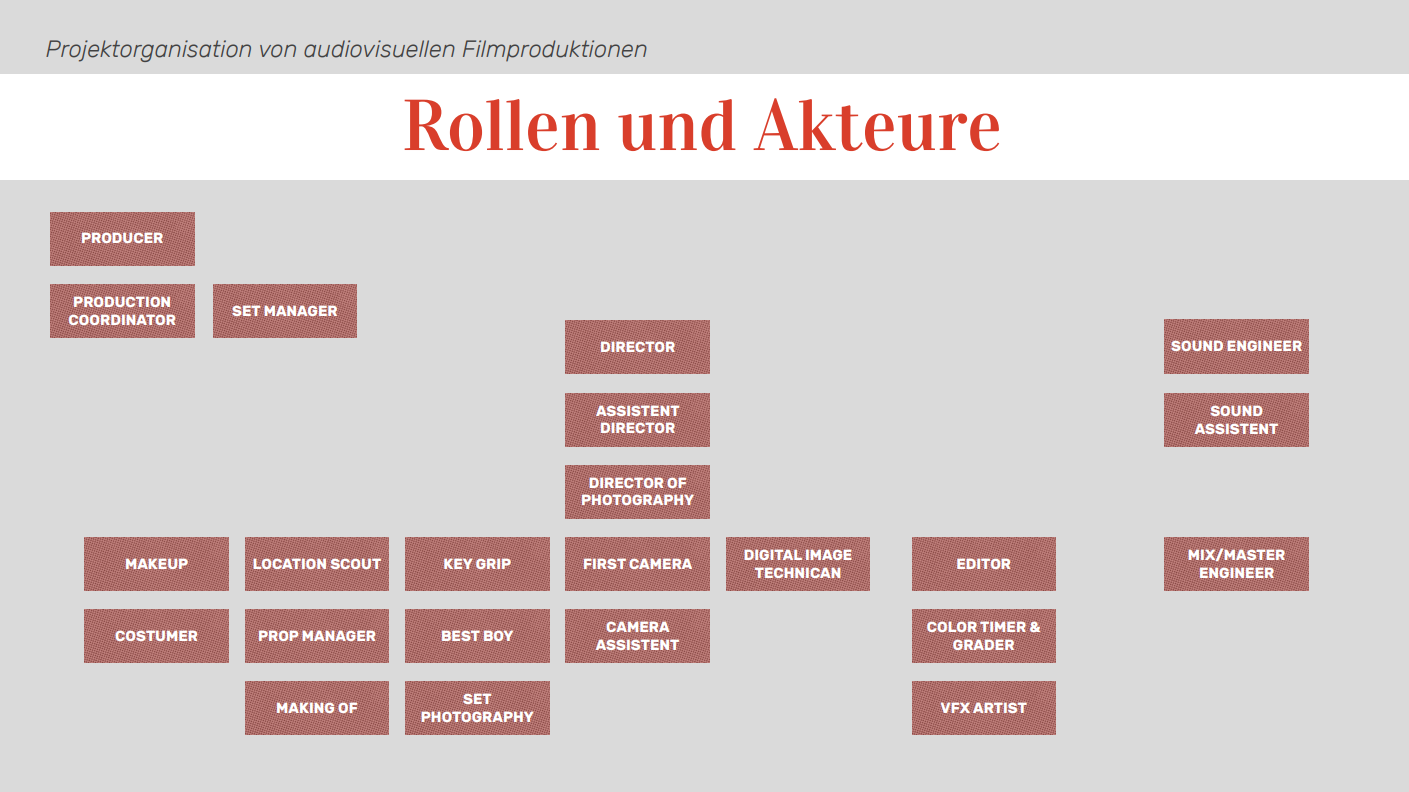 Projektorganisation von audiovisuellen Filmproduktionen
Rollen und Akteure
PRODUCER
PRODUCTION
COORDINATOR
SET MANAGER
DIRECTOR
SOUND ENGINEER
ASSISTENT
DIRECTOR
SOUND
ASSISTENT
DIRECTOR OF
PHOTOGRAPHY
MAKEUP
LOCATION SCOUT
KEY GRIP
FIRST CAMERA
DIGITAL IMAGE
TECHNICAN
EDITOR
MIX/MASTER
ENGINEER
COSTUMER
PROP MANAGER
BEST BOY
CAMERA
ASSISTENT
COLOR TIMER &
GRADER
MAKING OF
SET
PHOTOGRAPHY
VFX ARTIST